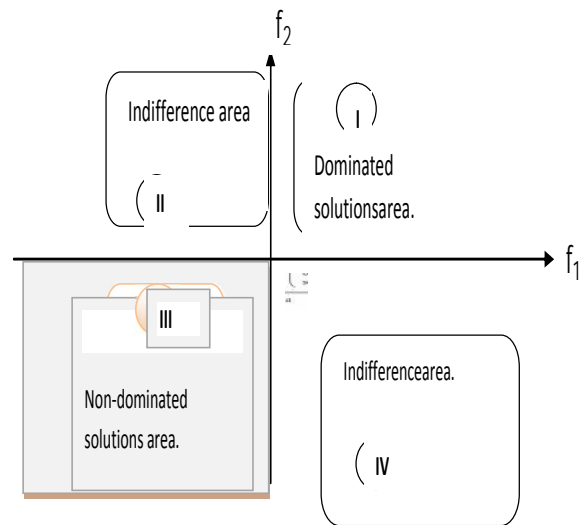 f2
Indifference area
I
Dominated
solutionsarea.
II
f1
III
Non-dominated
solutions area.
Indifferencearea.
IV